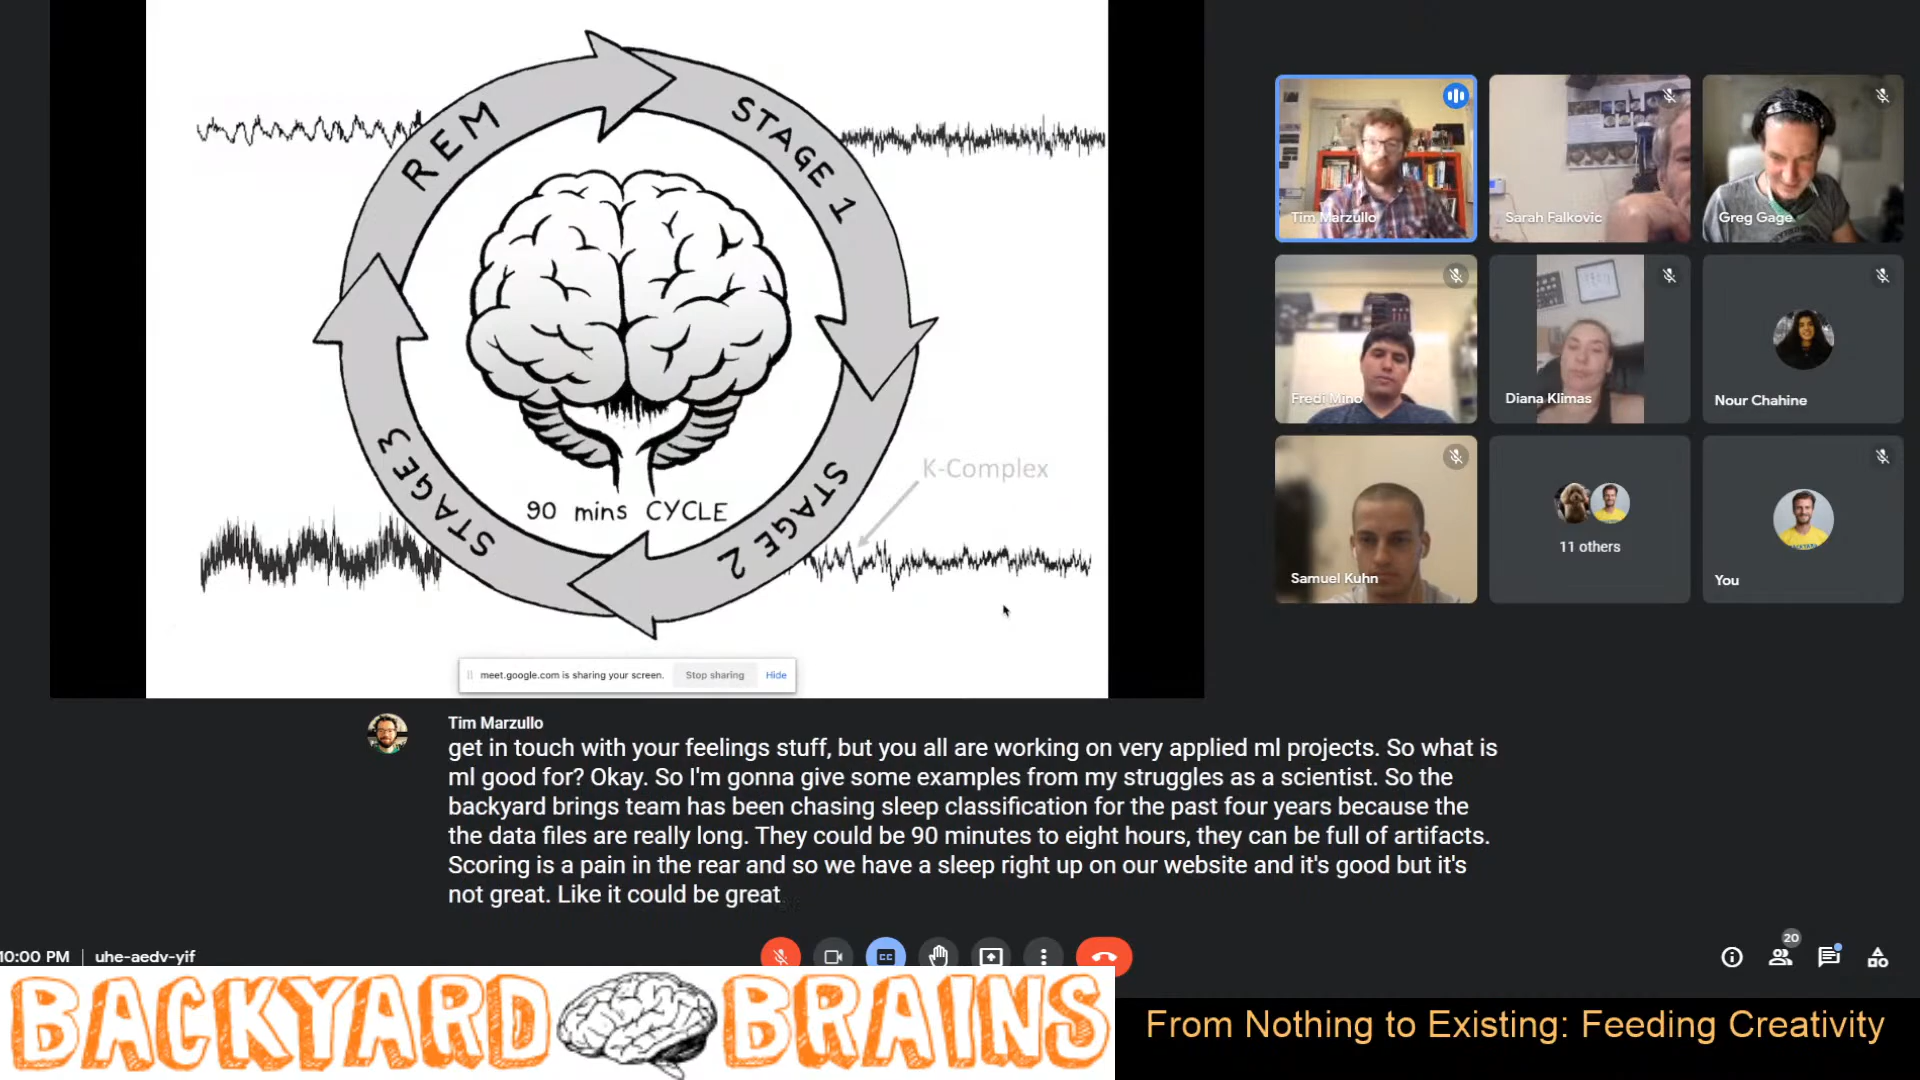 REM
STAGE 1
STAGE 2
STAGE 3
90 mins CYCLE
K-Complex
meet.google.com is sharing your screen.
Stop sharing
Hide
Tim Marzullo
Sarah Falkovic
Greg Gage
Fredi Mino
Diana Klimas
Nour Chahine
Samuel Kuhn
11 others
You
Tim Marzullo
get in touch with your feelings stuff, but you all are working on very applied ml projects. So what is
ml good for? Okay. So I'm gonna give some examples from my struggles as a scientist. So the
backyard brings team has been chasing sleep classification for the past four years because the
the data files are really long. They could be 90 minutes to eight hours, they can be full of artifacts.
Scoring is a pain in the rear and so we have a sleep right up on our website and it's good but it's
not great. Like it could be great
10:00 PM | uhe-aedv-yif
CC
20
BACKYARD BRAINS
From Nothing to Existing: Feeding Creativity